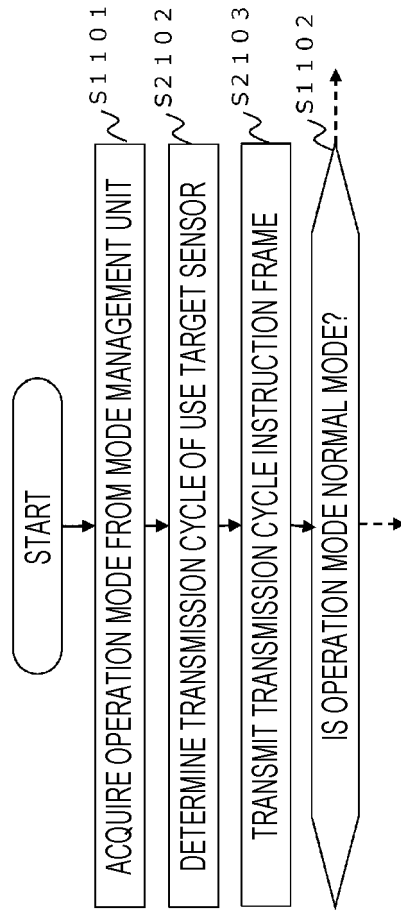 START
ACQUIRE OPERATION MODE FROM MODE MANAGEMENT UNIT
S1101
DETERMINE TRANSMISSION CYCLE OF USE TARGET SENSOR
S2102
TRANSMIT TRANSMISSION CYCLE INSTRUCTION FRAME
S2103
IS OPERATION MODE NORMAL MODE?
S1102